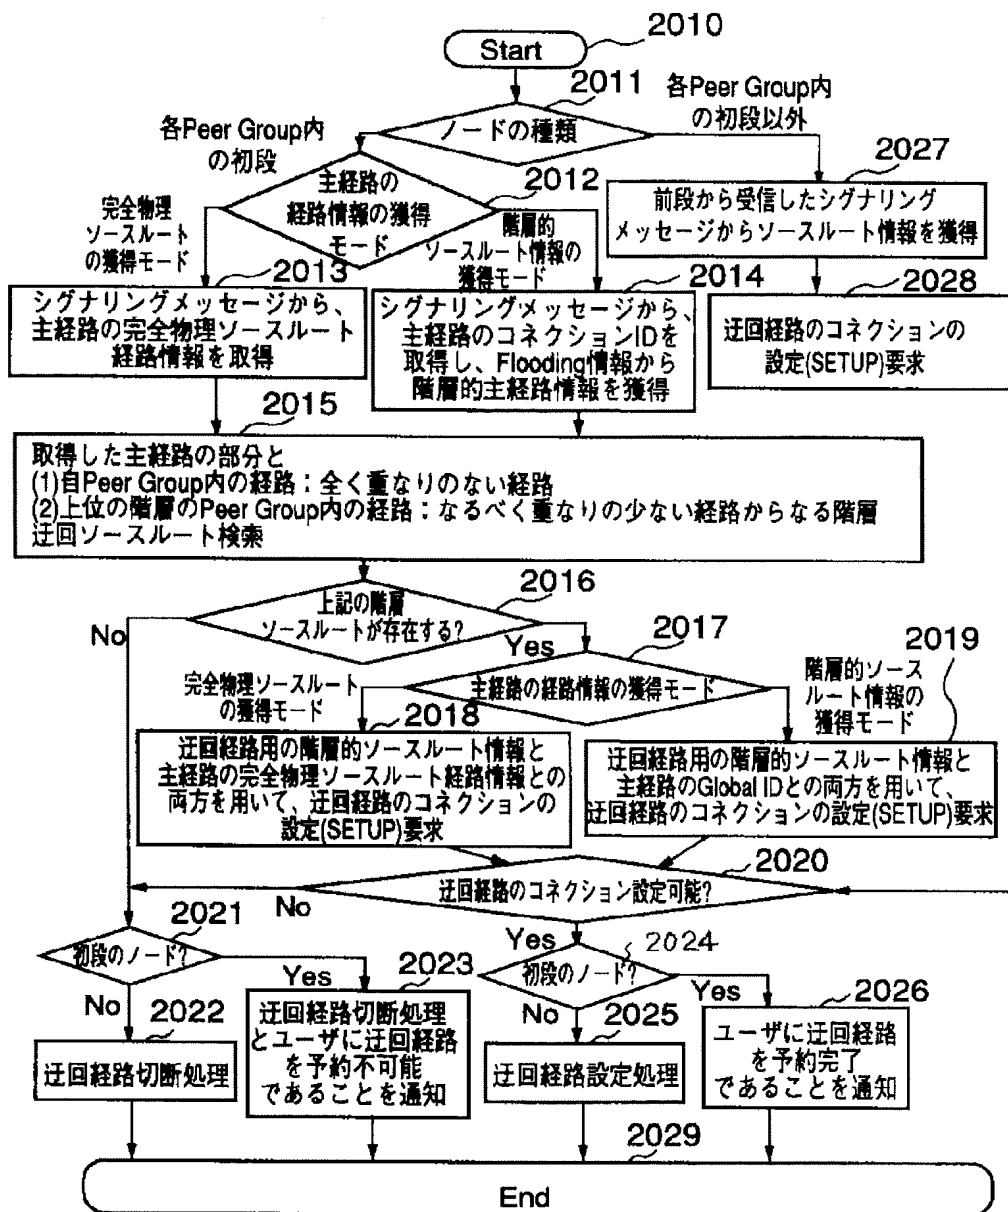 2010
Start
2011
ノードの種類
各Peer Group内
の初段以外
各Peer Group内
の初段
2012
主経路の
経路情報の獲得
モード
2027
前段から受信したシグナリング
メッセージからソースルート情報を獲得
完全物理
ソースルート
の獲得モード
階層的
ソースルート情報の
獲得モード
2013
シグナリングメッセージから、
主経路の完全物理ソースルート
経路情報を取得
2014
シグナリングメッセージから、
主経路のコネクションIDを
取得し、Flooding情報から
階層的主経路情報を獲得
2028
迂回経路のコネクションの
設定(SETUP)要求
2015
取得した主経路の部分と
(1)自Peer Group内の経路：全く重なりのない経路
(2)上位の階層のPeer Group内の経路：なるべく重なりの少ない経路からなる階層
迂回ソースルート検索
2016
上記の階層
ソースルートが存在する?
No
Yes
2017
主経路の経路情報の獲得モード
完全物理ソースルート
の獲得モード
階層的ソース
ルート情報の
獲得モード
2018
迂回経路用の階層的ソースルート情報と
主経路の完全物理ソースルート経路情報との
両方を用いて、迂回経路のコネクションの
設定(SETUP)要求
2019
迂回経路用の階層的ソースルート情報と
主経路のGlobal IDとの両方を用いて、
迂回経路のコネクションの設定(SETUP)要求
2020
迂回経路のコネクション設定可能?
No
Yes
2021
初段のノード?
No
Yes
2022
迂回経路切断処理
2023
迂回経路切断処理
とユーザに迂回経路
を予約不可能
であることを通知
2024
初段のノード?
No
Yes
2025
迂回経路設定処理
2026
ユーザに迂回経路
を予約完了
であることを通知
2029
End